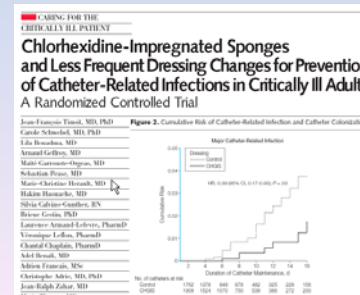 CARING FOR THE
CRITICALLY ILL PATIENT
Chlorhexidine-Impregnated Sponges
and Less Frequent Dressing Changes for Preventio
of Catheter-Related Infections in Critically Ill Adult
A Randomized Controlled Trial
Jean-François Timsit, MD, PhD
Carole Schwebel, MD, PhD
Lila Bouadma, MD
Arnaud Geffroy, MD
Maïté Garrouste-Orgeas, MD
Sebastian Pease, MD
Marie-Christine Herault, MD
Hakim Haouache, MD
Silvia Calvino-Gunther, RN
Brieuc Gestin, PhD
Laurence Armand-Lefevre, PharmD
Véronique Leflon, PharmD
Chantal Chaplain, PharmD
Adel Benali, MD
Adrien Francais, MSc
Christophe Adrie, MD, PhD
Jean-Ralph Zahar, MD
Figure 2. Cumulative Risk of Catheter-Related Infection and Catheter Colonizatio
Major Catheter-Related Infection
Dressing
Control
CHGIS
Cumulative Risk
Duration of Catheter Maintenance, d
No. of catheters at risk
Control
CHGIS